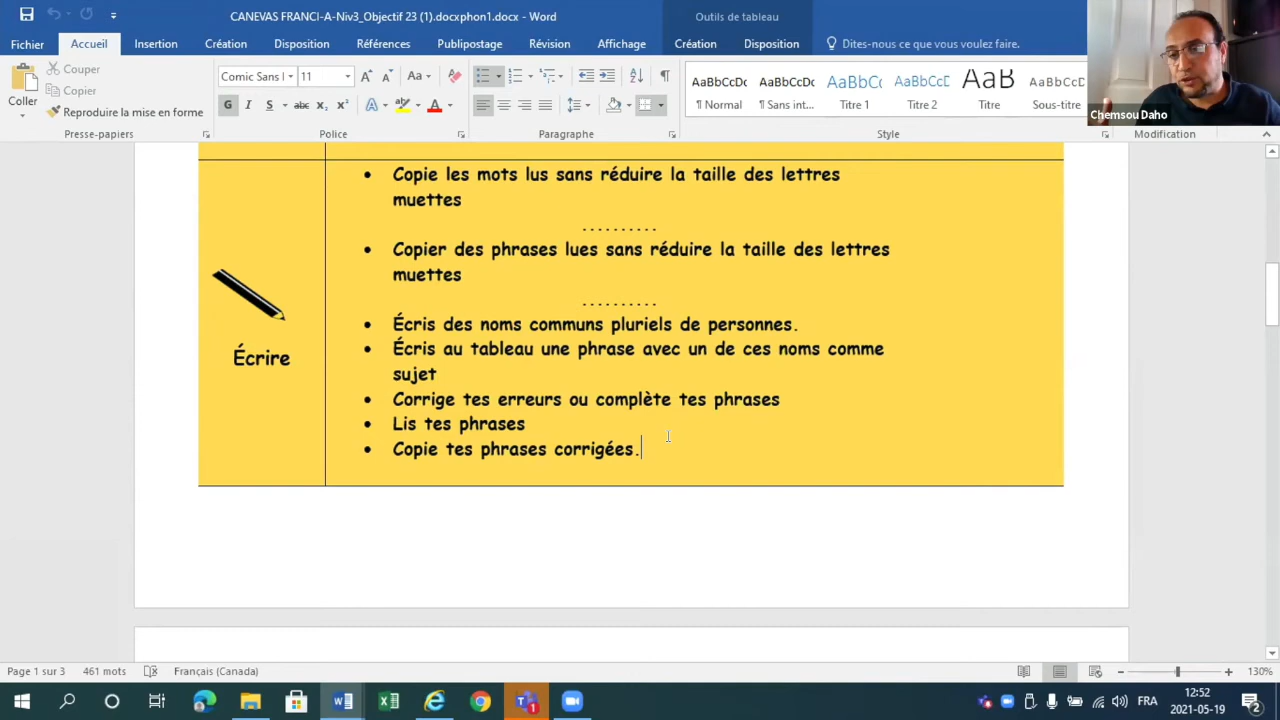 CANEVAS FRANCI-A-Niv3_Objectif 23 (1).docxphon1.docx - Word
Outils de tableau
Fichier
Accueil
Insertion
Création
Disposition
Références
Publipostage
Révision
Affichage
Création
Disposition
Dites-nous ce que vous voulez faire.
Coller
Couper
Copier
Reproduire la mise en forme
Presse-papiers
Comic Sans
11
Police
Paragraphe
AaBbCcDc
¶ Normal
AaBbCcDc
¶ Sans int...
AaBbCc
Titre 1
AaBbCcE
Titre 2
AaB
Titre
AaBbCcD
Sous-titre
Style
Modification
Chemsou Daho
Écrire
• Copie les mots lus sans réduire la taille des lettres
muettes
..........
• Copier des phrases lues sans réduire la taille des lettres
muettes
..........
• Écris des noms communs pluriels de personnes.
• Écris au tableau une phrase avec un de ces noms comme
sujet
• Corrige tes erreurs ou complète tes phrases
• Lis tes phrases
• Copie tes phrases corrigées.
Page 1 sur 3
461 mots
Français (Canada)
130%
FRA
12:52
2021-05-19